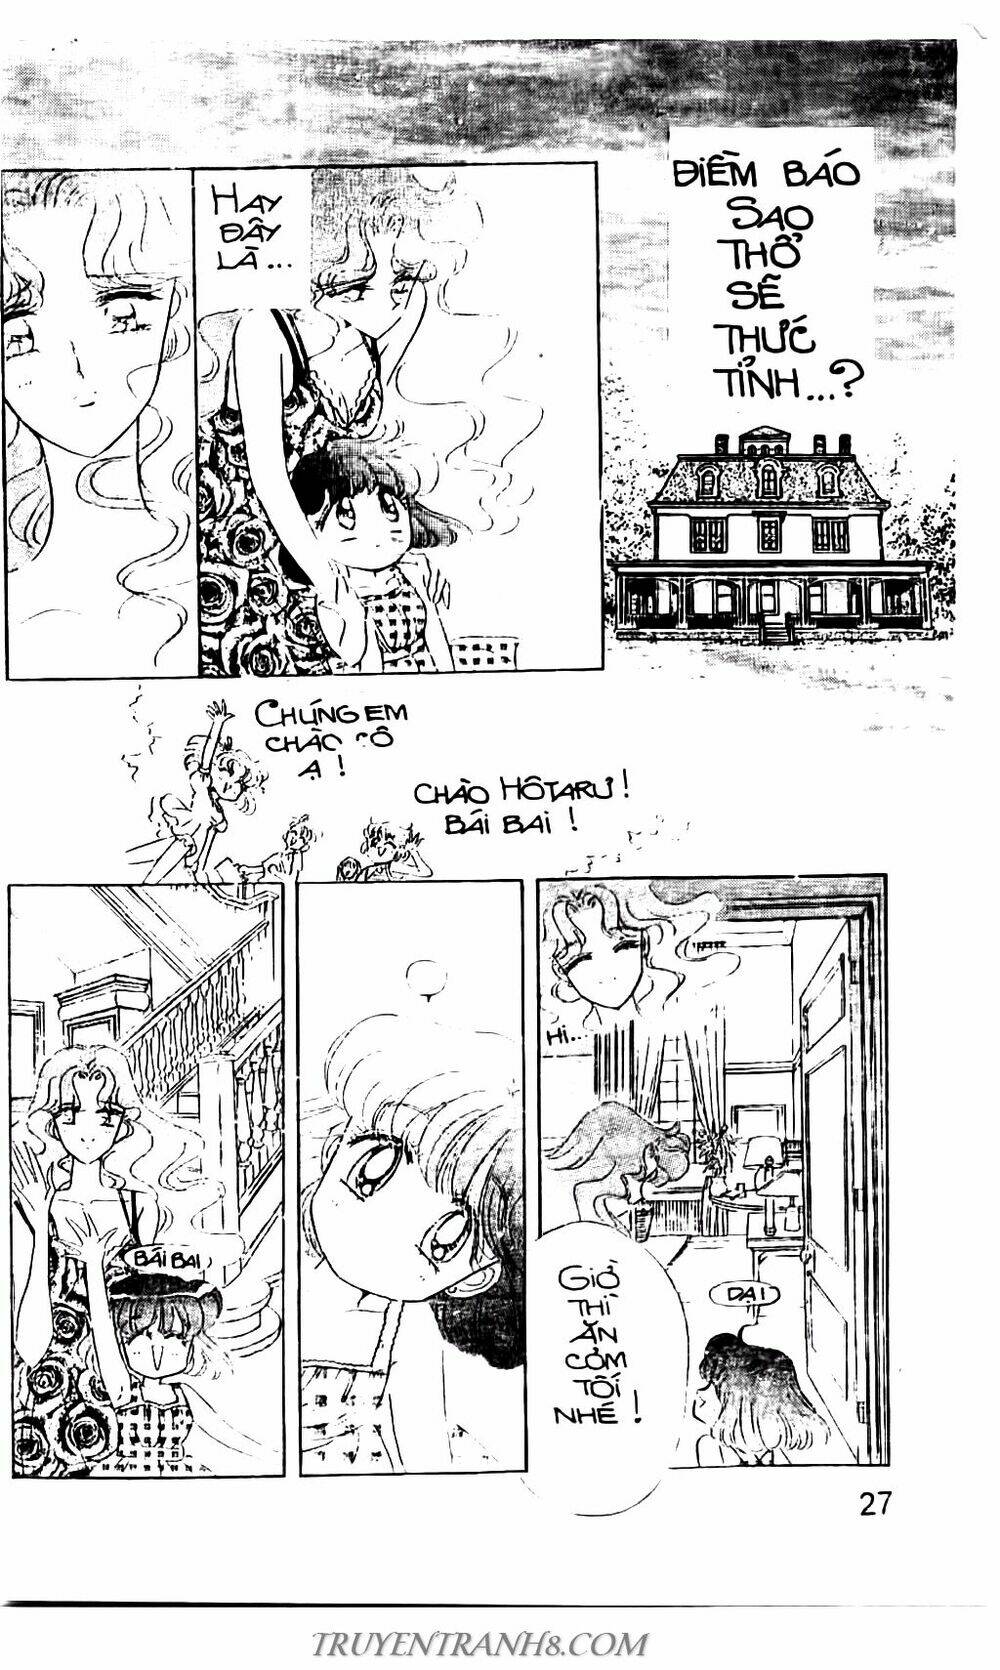 HAY
ĐÂY
LÀ...
ĐIỀM BÁO
SAO
THỔ
SẼ
THỨC
TỈNH...?
CHÚNG EM
CHÀO CÔ
Ạ!
CHÀO HÔTARƯ!
BÁI BAI!
BÁI BAI
HI...
GIỜ
THÌ
ĂN
CƠM
TỐI
NHÉ!
DẠ!
27
TRUYENTRANH8.COM